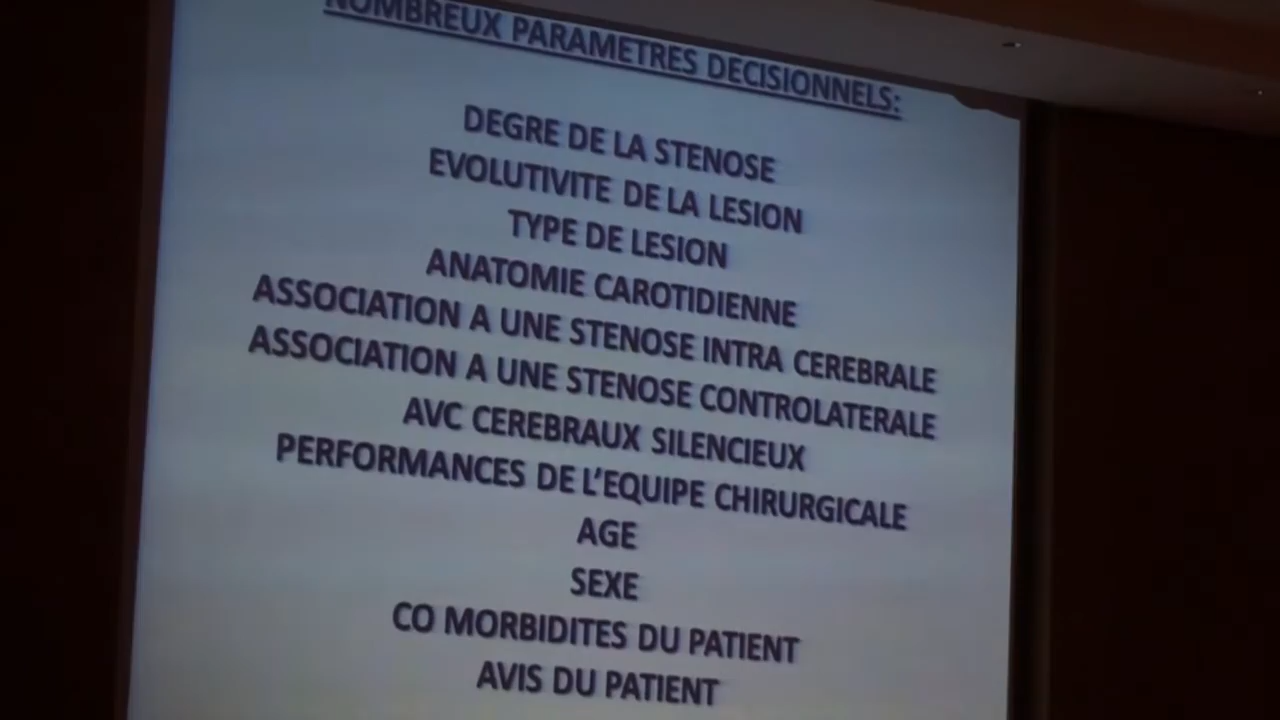 NOMBREUX PARAMETRES DECISIONNELS:
DEGRE DE LA STENOSE
EVOLUTIVITE DE LA LESION
TYPE DE LESION
ANATOMIE CAROTIDIENNE
ASSOCIATION A UNE STENOSE INTRA CEREBRALE
ASSOCIATION A UNE STENOSE CONTROLATERALE
AVC CEREBRAUX SILENCIEUX
PERFORMANCES DE L'EQUIPE CHIRURGICALE
AGE
SEXE
CO MORBIDITES DU PATIENT
AVIS DU PATIENT